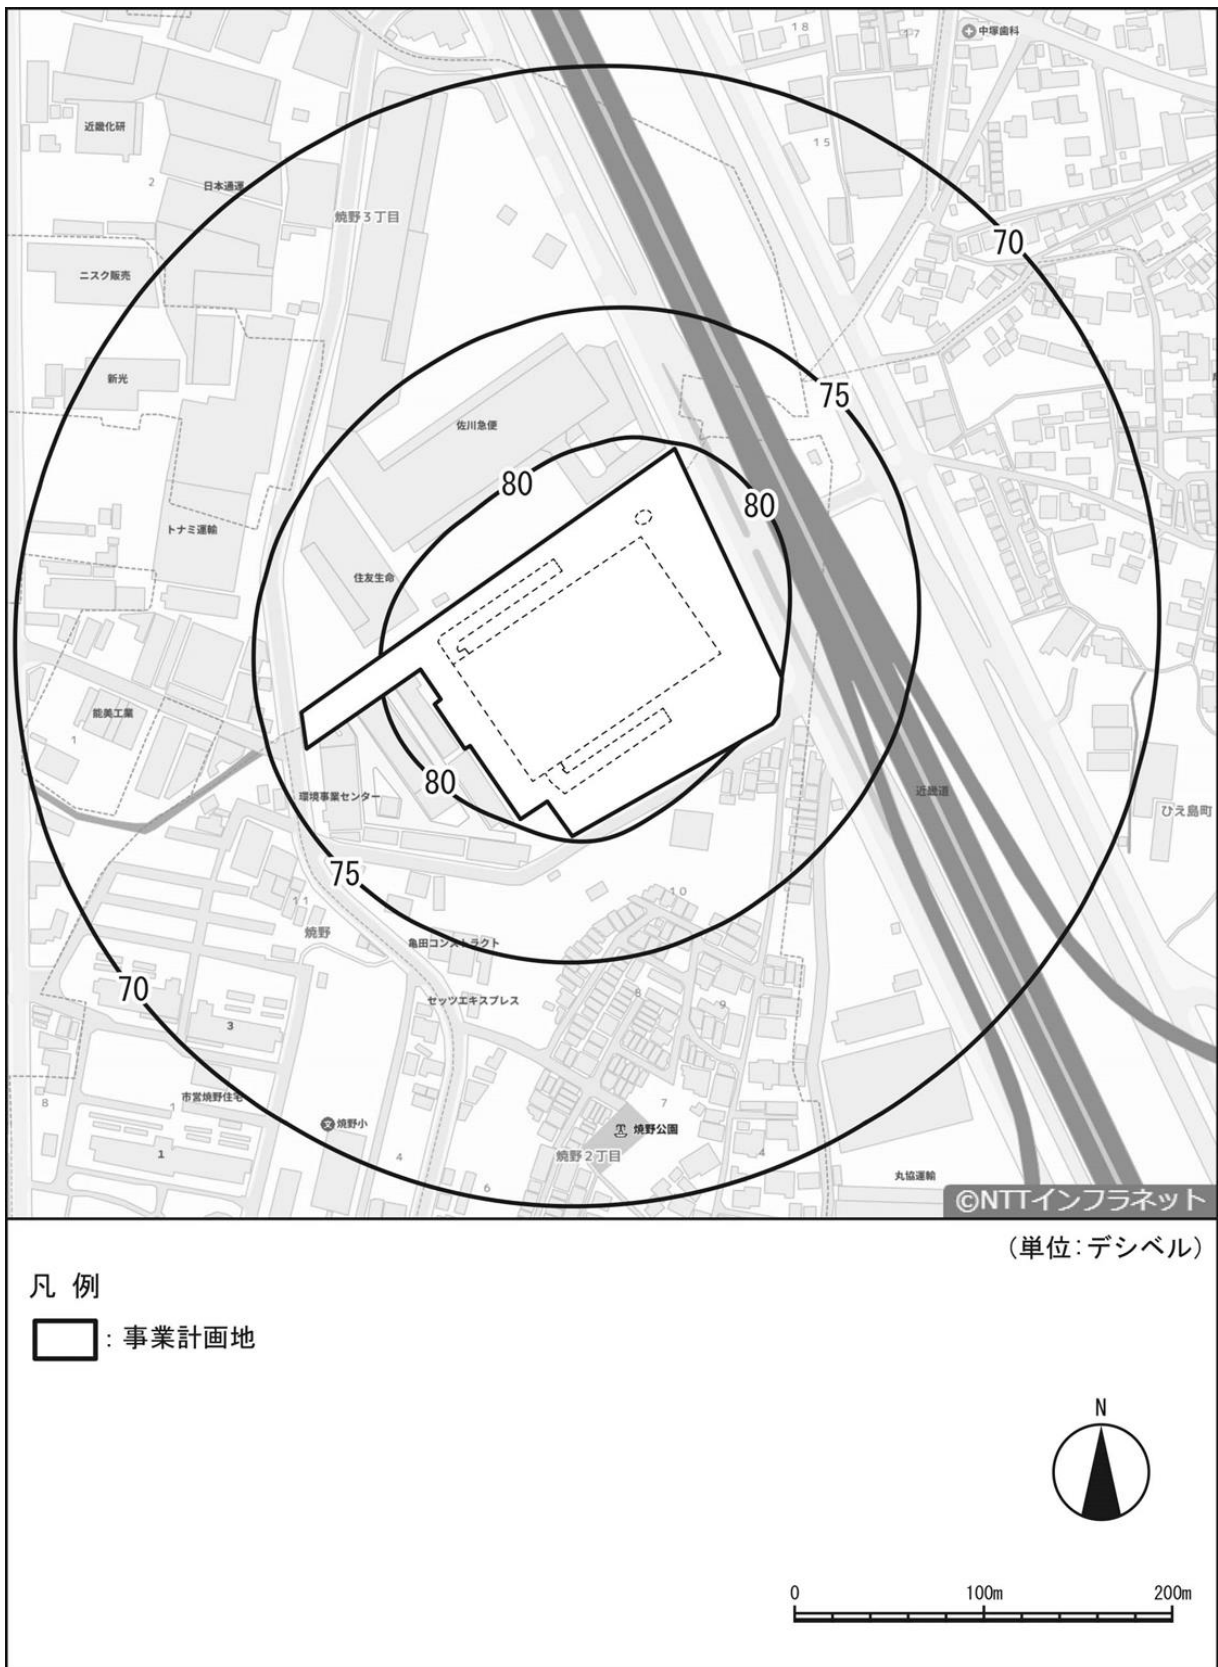 18
17
中塚歯科
近畿化研
15
2
日本通運
焼野3丁目
70
ニスク販売
新光
75
佐川急便
80
80
トナミ運輸
住友生命
能美工業
1
80
環境事業センター
近畿道
ひえ島町
75
10
11
焼野
亀田コンストラクト
70
セッツエキスプレス
8
9
3
市営焼野住宅
8
1
7
焼野小
焼野公園
1
4
焼野2丁目
4
6
丸協運輸
©NTTインフラネット
(単位:デシベル)
凡 例
:事業計画地
N
0 100m 200m